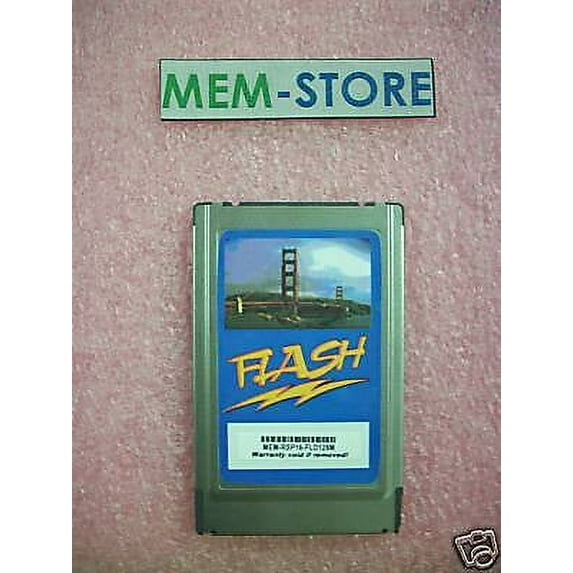 MEM-STORE
FLASH
MEM-RSP16-FLD128M
Warranty void if removed!